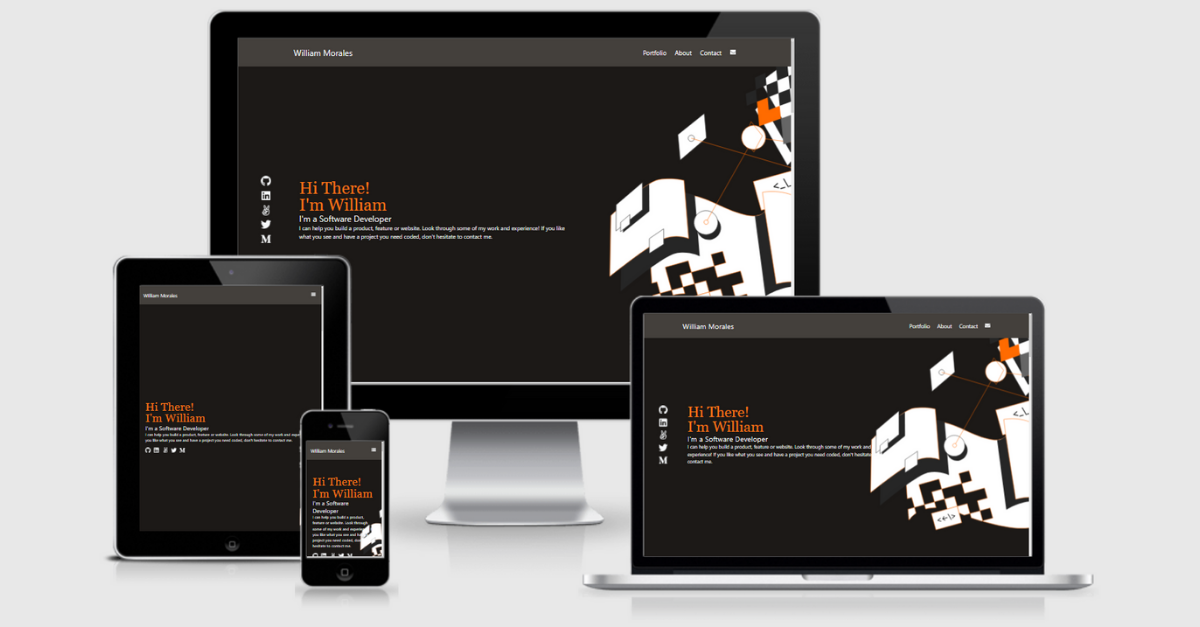 William Morales
Portfolio About Contact
Hi There!
I'm William
I'm a Software Developer
I can help you build a product, feature or website. Look through some of my work and experience! If you like
what you see and have a project you need coded, don't hesitate to contact me.
M
<_L
William Morales
Hi There!
I'm William
I'm a Software Developer
I can help you build a product, feature or website. Look through some of my work and
you like what you see and have a project you need coded, don't hesitate to contact me.
M
William Morales
Hi There!
I'm William
I'm a Software
Developer
I can help you build a product,
feature or website. Look through
some of my work and experience!
you like what you see and have a
project you need coded, don't
hesitate to contact me.
William Morales
Portfolio About Contact
Hi There!
I'm William
I'm a Software Developer
I can help you build a product, feature or website. Look through some of my work and
experience! If you like what you see and have a project you need coded, don't hesitate
contact me.
M
<_L